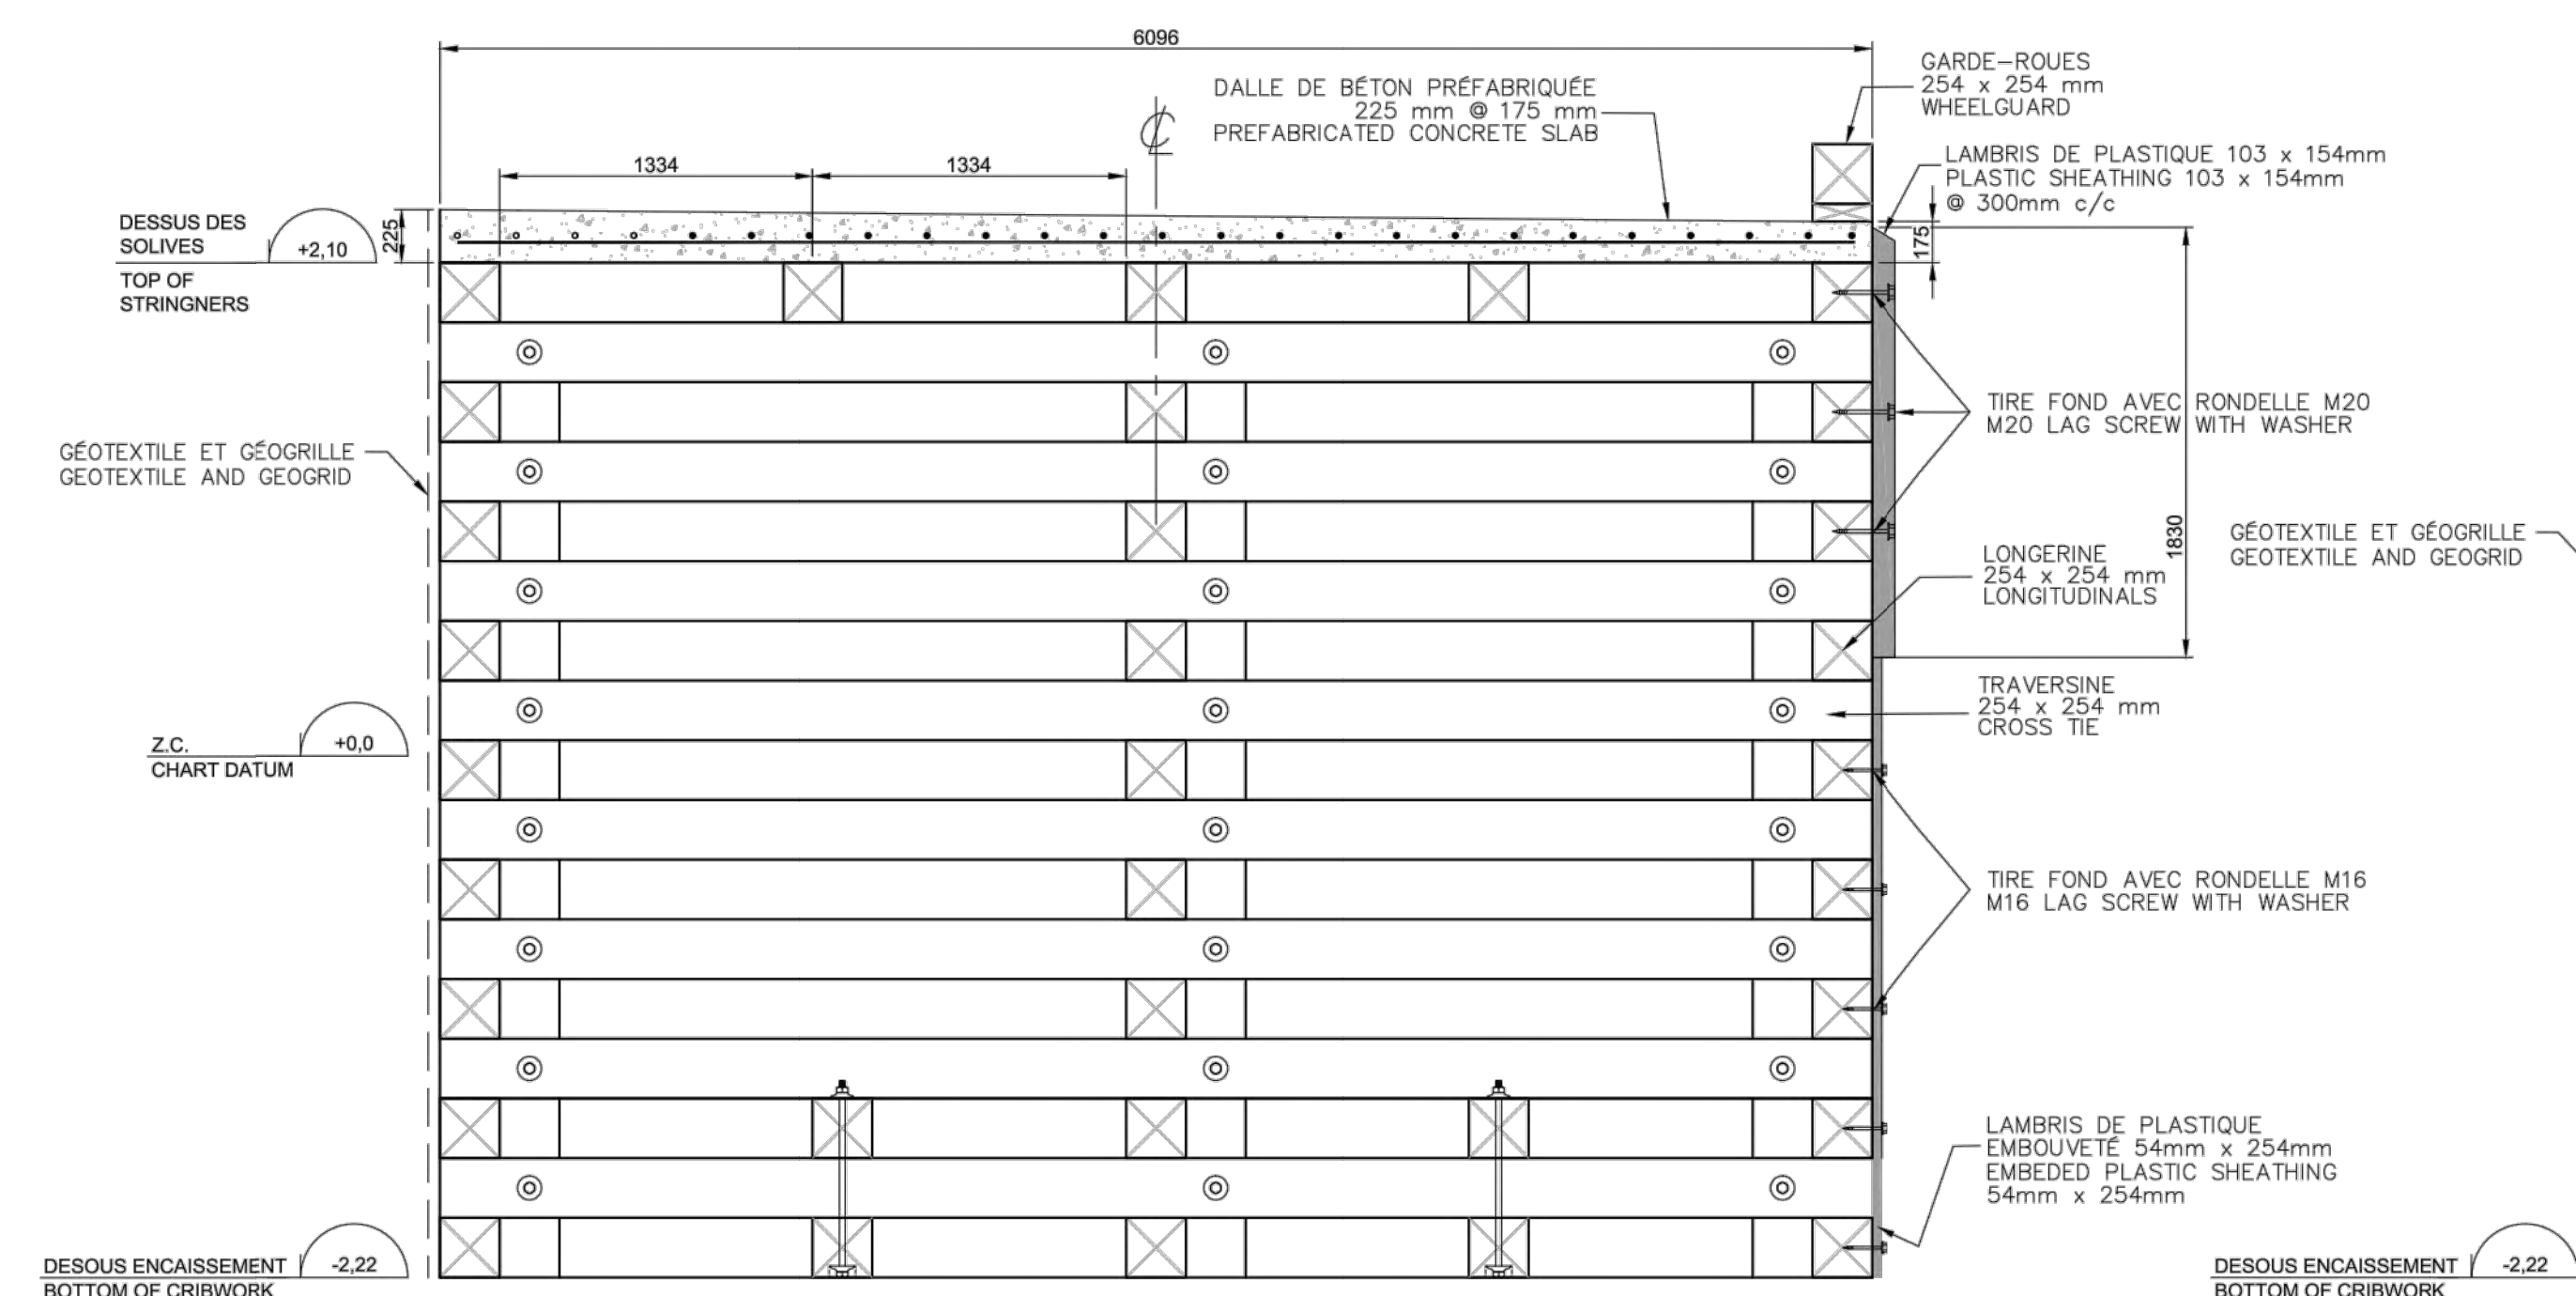 6096
GARDE-ROUES
254 x 254 mm
WHEELGUARD
DALLE DE BÉTON PRÉFABRIQUÉE
225 mm @ 175 mm
PREFABRICATED CONCRETE SLAB
℄
1334
1334
LAMBRIS DE PLASTIQUE 103 x 154mm
PLASTIC SHEATHING 103 x 154mm
@ 300mm c/c
DESSUS DES
SOLIVES
+2,10
TOP OF
STRINGNERS
225
175
TIRE FOND AVEC RONDELLE M20
M20 LAG SCREW WITH WASHER
GÉOTEXTILE ET GÉOGRILLE
GEOTEXTILE AND GEOGRID
1830
GÉOTEXTILE ET GÉOGRILLE
GEOTEXTILE AND GEOGRID
LONGERINE
254 x 254 mm
LONGITUDINALS
TRAVERSINE
254 x 254 mm
CROSS TIE
Z.C.
+0,0
CHART DATUM
TIRE FOND AVEC RONDELLE M16
M16 LAG SCREW WITH WASHER
LAMBRIS DE PLASTIQUE
EMBOUVETÉ 54mm x 254mm
EMBEDED PLASTIC SHEATHING
54mm x 254mm
DESOUS ENCAISSEMENT
-2,22
BOTTOM OF CRIBWORK
DESOUS ENCAISSEMENT
-2,22
BOTTOM OF CRIBWORK